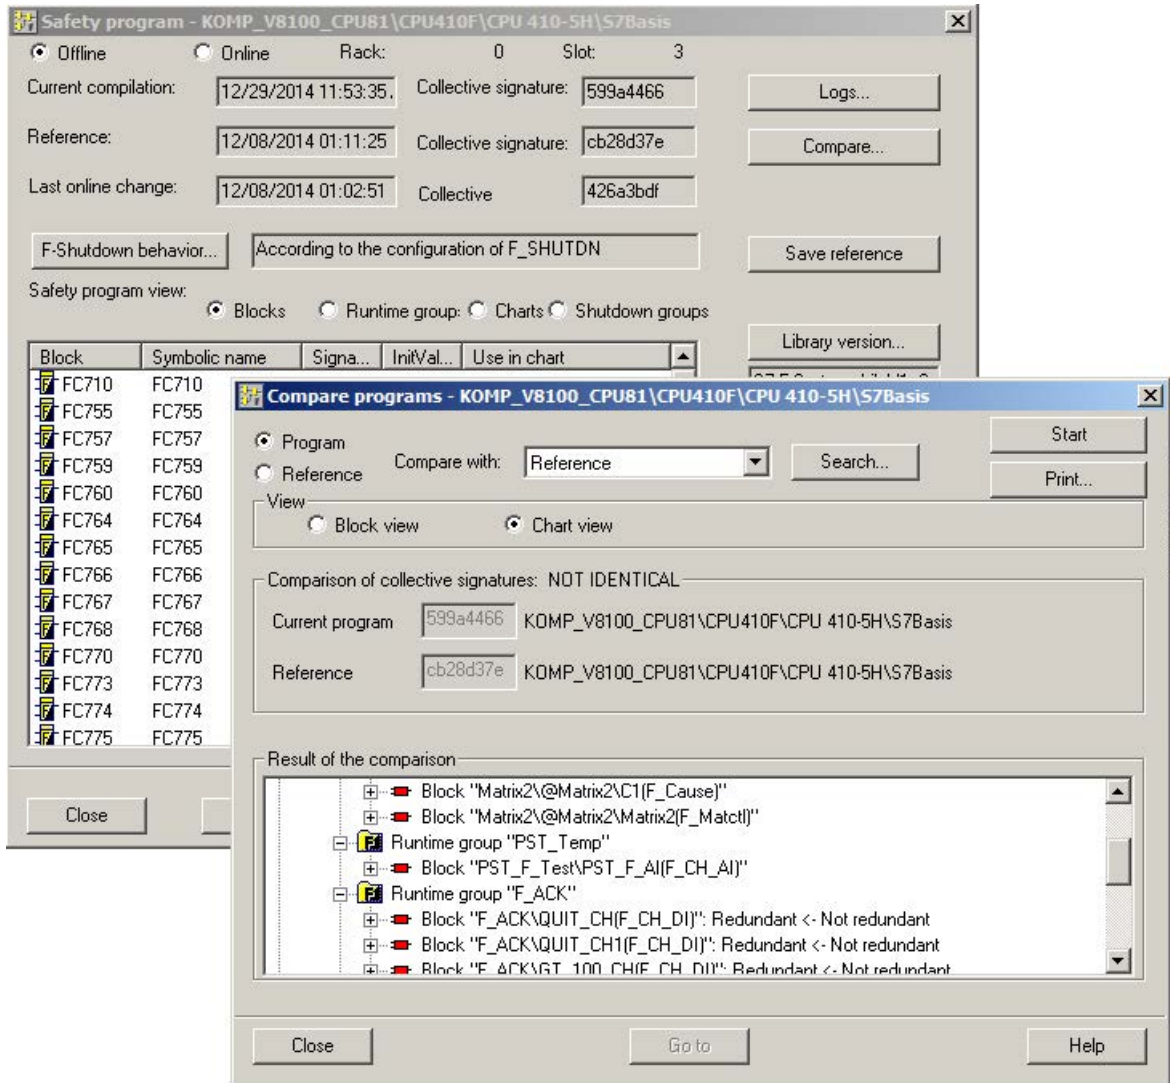 Safety program - KOMP_V8100_CPU81\CPU410F\CPU 410-5H\S7Basis
Offline Online Rack: 0 Slot: 3
Current compilation: 12/29/2014 11:53:35. Collective signature: 599a4466 Logs...
Reference: 12/08/2014 01:11:25 Collective signature: cb28d37e Compare...
Last online change: 12/08/2014 01:02:51 Collective 426a3bdf
F-Shutdown behavior... According to the configuration of F_SHUTDN Save reference
Safety program view:
Blocks Runtime group: Charts Shutdown groups
Library version...
Block Symbolic name Signa... InitVal... Use in chart
FC710 FC710
FC755 FC755
FC757 FC757
FC759 FC759
FC760 FC760
FC764 FC764
FC765 FC765
FC766 FC766
FC767 FC767
FC768 FC768
FC770 FC770
FC773 FC773
FC774 FC774
FC775 FC775
Close
Compare programs - KOMP_V8100_CPU81\CPU410F\CPU 410-5H\S7Basis
Program
Reference
Compare with: Reference Search... Start
Print...
View
Block view Chart view
Comparison of collective signatures: NOT IDENTICAL
Current program 599a4466 KOMP_V8100_CPU81\CPU410F\CPU 410-5H\S7Basis
Reference cb28d37e KOMP_V8100_CPU81\CPU410F\CPU 410-5H\S7Basis
Result of the comparison
Block "Matrix2\@Matrix2\C1(F_Cause)"
Block "Matrix2\@Matrix2\Matrix2(F_Matctl)"
Runtime group "PST_Temp"
Block "PST_F_Test\PST_F_AI(F_CH_AI)"
Runtime group "F_ACK"
Block "F_ACK\QUIT_CH(F_CH_DI)": Redundant <- Not redundant
Block "F_ACK\QUIT_CH1(F_CH_DI)": Redundant <- Not redundant
Block "F_ACK\GT_100_CH(F_CH_DI)": Redundant <- Not redundant
Close Go to Help